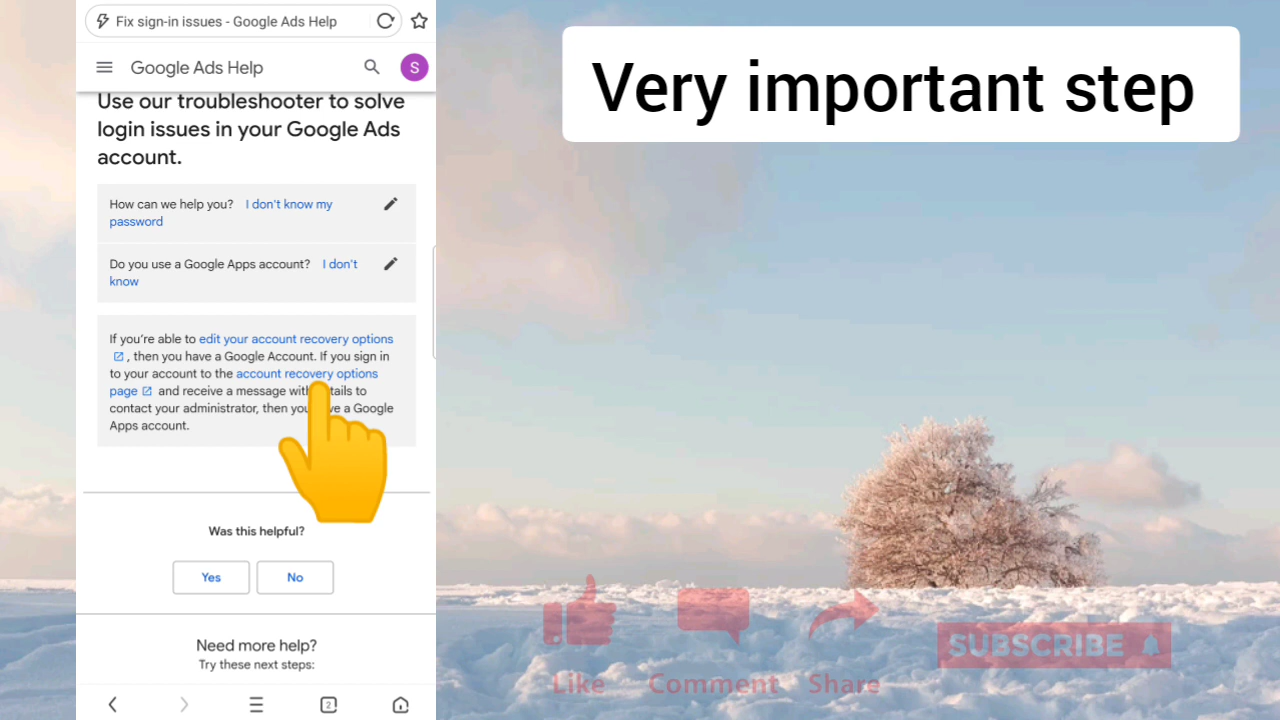 Fix sign-in issues - Google Ads Help
Google Ads Help
S
Very important step
Use our troubleshooter to solve
login issues in your Google Ads
account.
How can we help you? I don't know my
password
Do you use a Google Apps account? I don't
know
If you're able to edit your account recovery options
, then you have a Google Account. If you sign in
to your account to the account recovery options
page and receive a message with
to
contact your administrator, then you
a Google
Apps account.
Was this helpful?
Yes
No
Need more help?
Try these next steps:
2
Like
Comment
Share
SUBSCRIBE